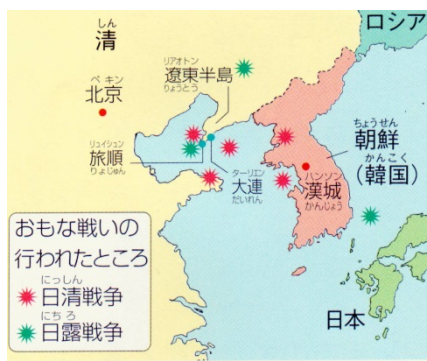 ロシア
しん
清
ペキン
北京
リアオトン
遼東半島
りょうとう
リュイシュン
旅順
りょじゅん
ターリエン
大連
だいれん
ちょうせん
朝鮮
かんこく
(韓国)
ハンソン
漢城
かんじょう
日本
おもな戦いの
行われたところ
にっしん
日清戦争
にちろ
日露戦争